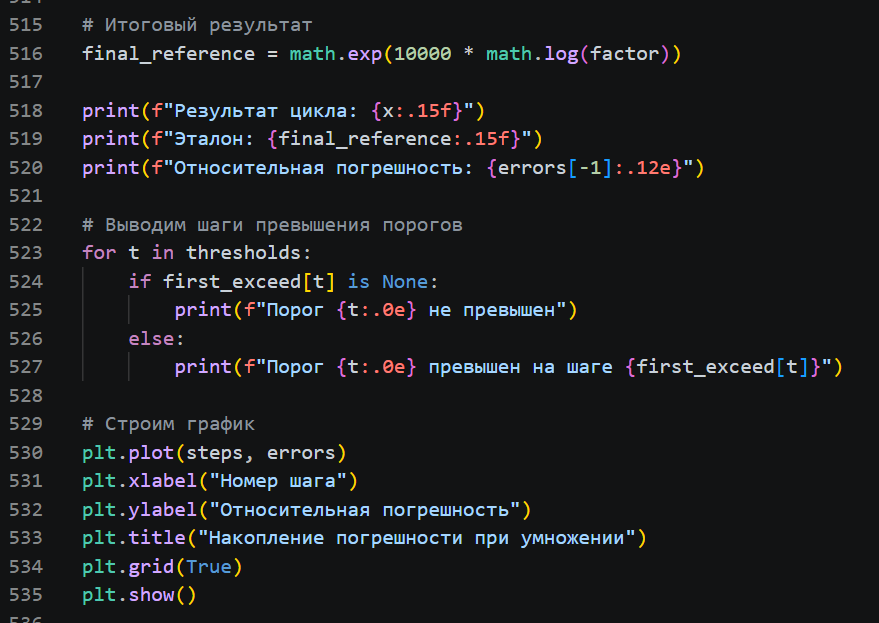 515 # Итоговый результат
516 final_reference = math.exp(10000 * math.log(factor))
517
518 print(f"Результат цикла: {x:.15f}")
519 print(f"Эталон: {final_reference:.15f}")
520 print(f"Относительная погрешность: {errors[-1]:.12e}")
521
522 # Выводим шаги превышения порогов
523 for t in thresholds:
524     if first_exceed[t] is None:
525         print(f"Порог {t:.0e} не превышен")
526     else:
527         print(f"Порог {t:.0e} превышен на шаге {first_exceed[t]}")
528
529 # Строим график
530 plt.plot(steps, errors)
531 plt.xlabel("Номер шага")
532 plt.ylabel("Относительная погрешность")
533 plt.title("Накопление погрешности при умножении")
534 plt.grid(True)
535 plt.show()